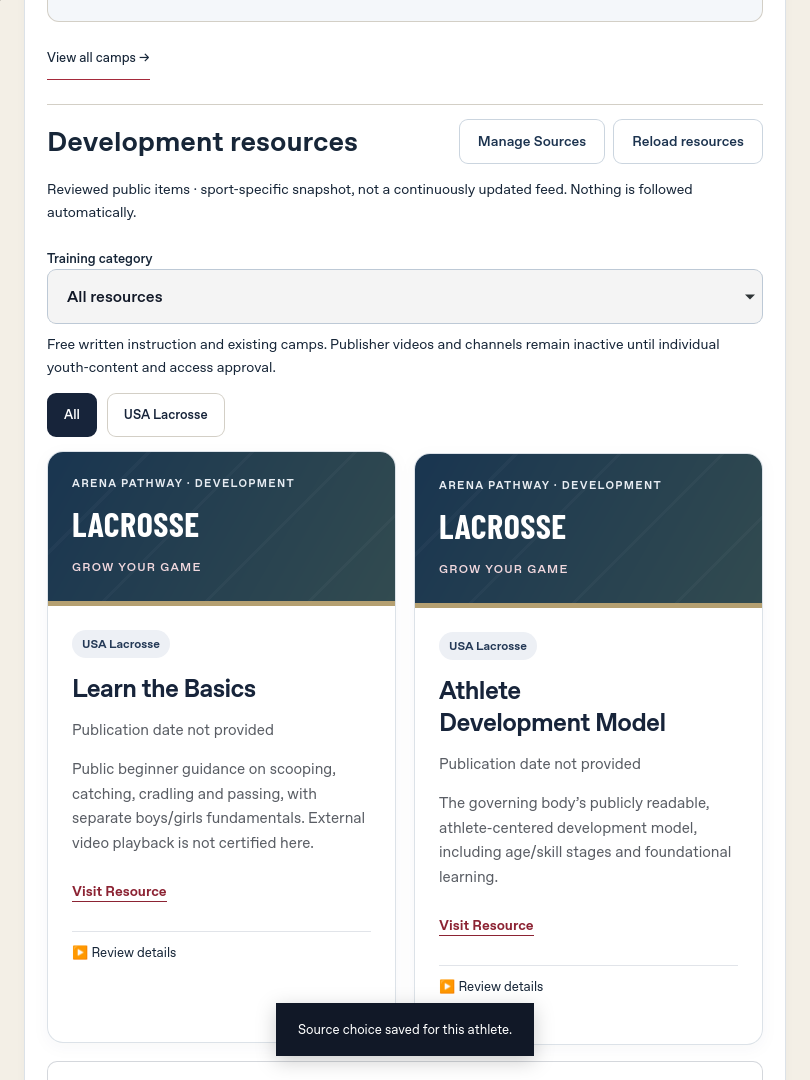 View all camps →
Development resources
Manage Sources
Reload resources
Reviewed public items · sport-specific snapshot, not a continuously updated feed. Nothing is followed
automatically.
Training category
All resources
Free written instruction and existing camps. Publisher videos and channels remain inactive until individual
youth-content and access approval.
All
USA Lacrosse
ARENA PATHWAY · DEVELOPMENT
LACROSSE
GROW YOUR GAME
USA Lacrosse
Learn the Basics
Publication date not provided
Public beginner guidance on scooping,
catching, cradling and passing, with
separate boys/girls fundamentals. External
video playback is not certified here.
Visit Resource
▶️ Review details
ARENA PATHWAY · DEVELOPMENT
LACROSSE
GROW YOUR GAME
USA Lacrosse
Athlete
Development Model
Publication date not provided
The governing body’s publicly readable,
athlete-centered development model,
including age/skill stages and foundational
learning.
Visit Resource
▶️ Review details
Source choice saved for this athlete.